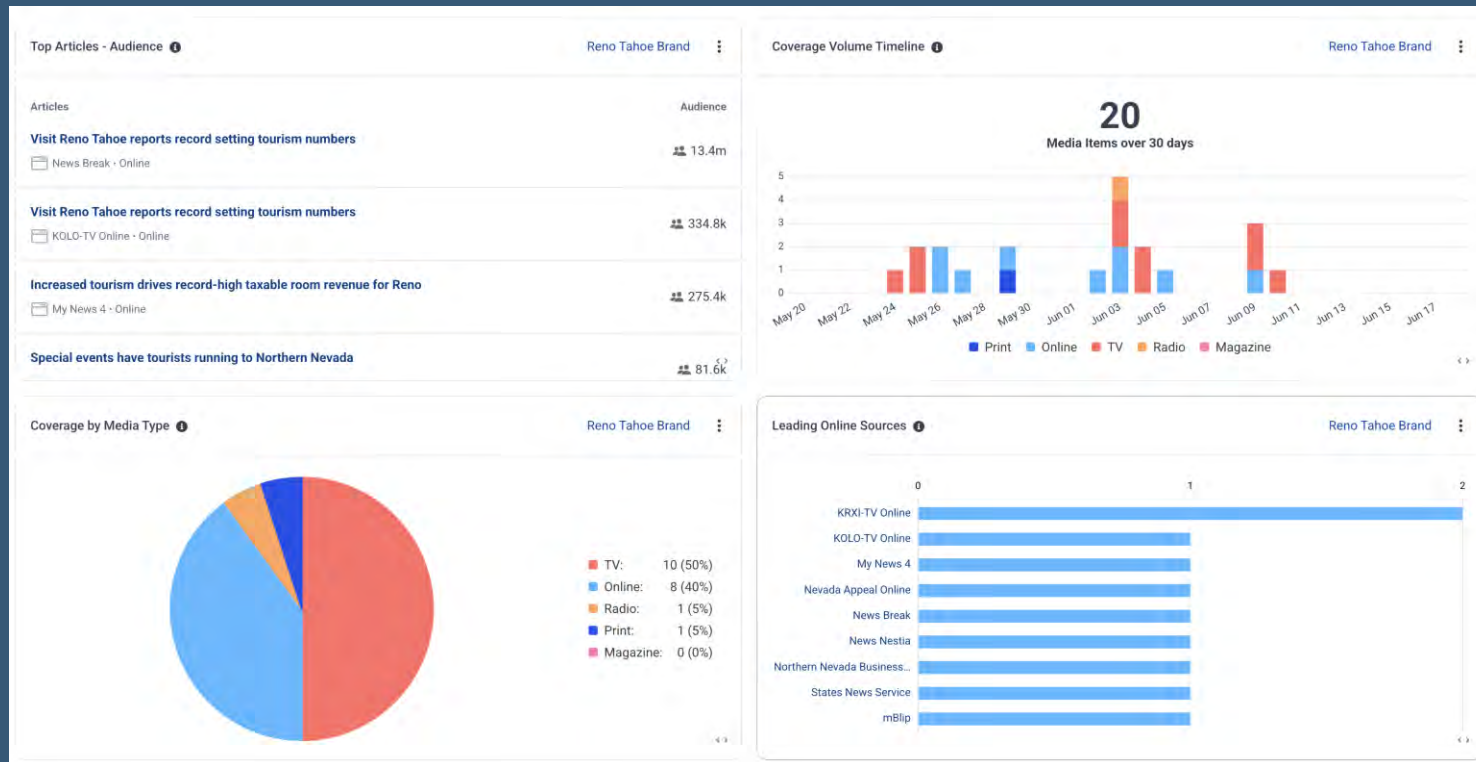 Top Articles - Audience
Reno Tahoe Brand
Articles
Audience
Visit Reno Tahoe reports record setting tourism numbers
News Break · Online
13.4m
Visit Reno Tahoe reports record setting tourism numbers
KOLO-TV Online · Online
334.8k
Increased tourism drives record-high taxable room revenue for Reno
My News 4 · Online
275.4k
Special events have tourists running to Northern Nevada
81.6k
Coverage Volume Timeline
Reno Tahoe Brand
20
Media Items over 30 days
5
4
3
2
1
0
May 20
May 22
May 24
May 26
May 28
May 30
Jun 01
Jun 03
Jun 05
Jun 07
Jun 09
Jun 11
Jun 13
Jun 15
Jun 17
Print
Online
TV
Radio
Magazine
Coverage by Media Type
Reno Tahoe Brand
TV: 10 (50%)
Online: 8 (40%)
Radio: 1 (5%)
Print: 1 (5%)
Magazine: 0 (0%)
Leading Online Sources
Reno Tahoe Brand
0 1 2
KRXI-TV Online
KOLO-TV Online
My News 4
Nevada Appeal Online
News Break
News Nestia
Northern Nevada Business...
States News Service
mBlip